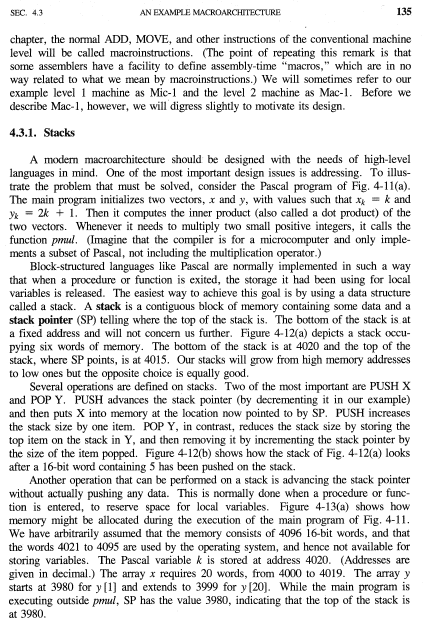 SEC. 4.3 AN EXAMPLE MACROARCHITECTURE 135
chapter, the normal ADD, MOVE, and other instructions of the conventional machine
level will be called macroinstructions. (The point of repeating this remark is that
some assemblers have a facility to define assembly-time “macros,” which are in no
way related to what we mean by macroinstructions.) We will sometimes refer to our
example level 1 machine as Mic-1 and the level 2 machine as Mac-1. Before we
describe Mac-1, however, we will digress slightly to motivate its design.
4.3.1. Stacks
A modern macroarchitecture should be designed with the needs of high-level
languages in mind. One of the most important design issues is addressing. To illus-
trate the problem that must be solved, consider the Pascal program of Fig. 4-11(a).
The main program initializes two vectors, x and y, with values such that xk = k and
yk = 2k + 1. Then it computes the inner product (also called a dot product) of the
two vectors. Whenever it needs to multiply two small positive integers, it calls the
function pmul. (Imagine that the compiler is for a microcomputer and only imple-
ments a subset of Pascal, not including the multiplication operator.)
Block-structured languages like Pascal are normally implemented in such a way
that when a procedure or function is exited, the storage it had been using for local
variables is released. The easiest way to achieve this goal is by using a data structure
called a stack. A stack is a contiguous block of memory containing some data and a
stack pointer (SP) telling where the top of the stack is. The bottom of the stack is at
a fixed address and will not concern us further. Figure 4-12(a) depicts a stack occu-
pying six words of memory. The bottom of the stack is at 4020 and the top of the
stack, where SP points, is at 4015. Our stacks will grow from high memory addresses
to low ones but the opposite choice is equally good.
Several operations are defined on stacks. Two of the most important are PUSH X
and POP Y. PUSH advances the stack pointer (by decrementing it in our example)
and then puts X into memory at the location now pointed to by SP. PUSH increases
the stack size by one item. POP Y, in contrast, reduces the stack size by storing the
top item on the stack in Y, and then removing it by incrementing the stack pointer by
the size of the item popped. Figure 4-12(b) shows how the stack of Fig. 4-12(a) looks
after a 16-bit word containing 5 has been pushed on the stack.
Another operation that can be performed on a stack is advancing the stack pointer
without actually pushing any data. This is normally done when a procedure or func-
tion is entered, to reserve space for local variables. Figure 4-13(a) shows how
memory might be allocated during the execution of the main program of Fig. 4-11.
We have arbitrarily assumed that the memory consists of 4096 16-bit words, and that
the words 4021 to 4095 are used by the operating system, and hence not available for
storing variables. The Pascal variable k is stored at address 4020. (Addresses are
given in decimal.) The array x requires 20 words, from 4000 to 4019. The array y
starts at 3980 for y [1] and extends to 3999 for y [20]. While the main program is
executing outside pmul, SP has the value 3980, indicating that the top of the stack is
at 3980.